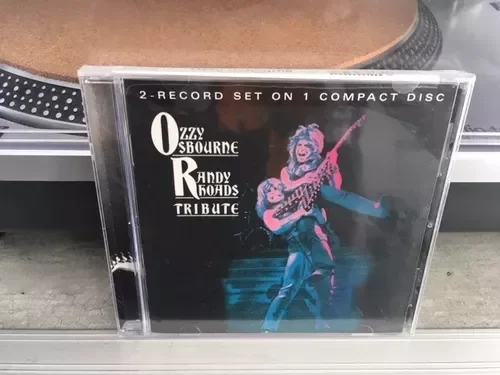 2-RECORD SET ON 1 COMPACT DISC
OZZY
OSBOURNE
RANDY
RHOADS
TRIBUTE